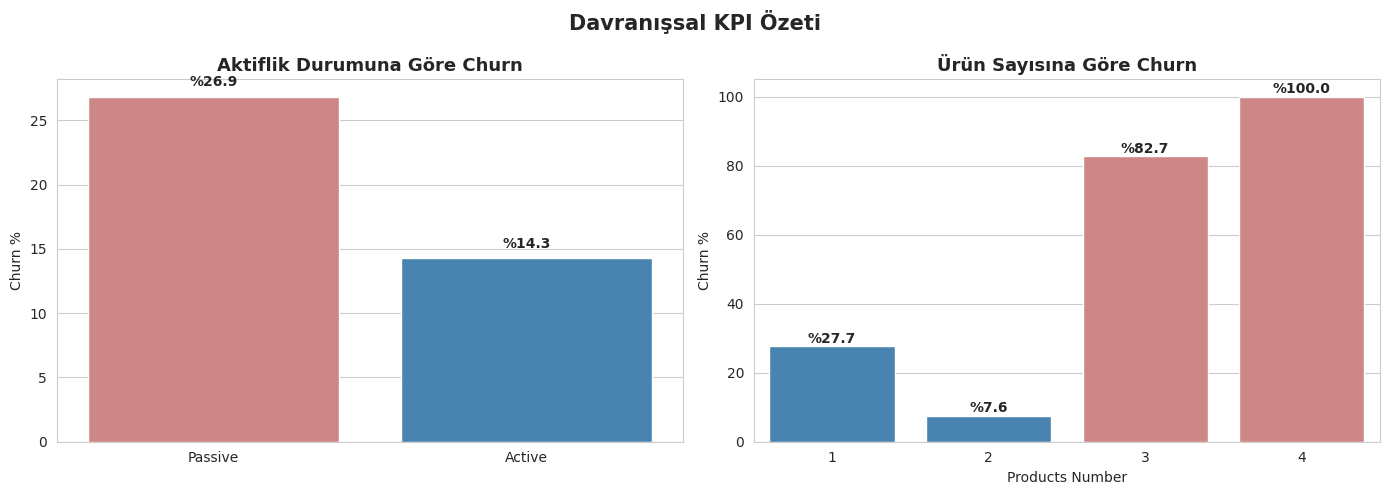 Davranışsal KPI Özeti
Aktiflik Durumuna Göre Churn
%26.9
%14.3
25
20
15
10
5
0
Churn %
Passive
Active
Ürün Sayısına Göre Churn
%100.0
%82.7
%27.7
%7.6
100
80
60
40
20
0
Churn %
1
2
3
4
Products Number